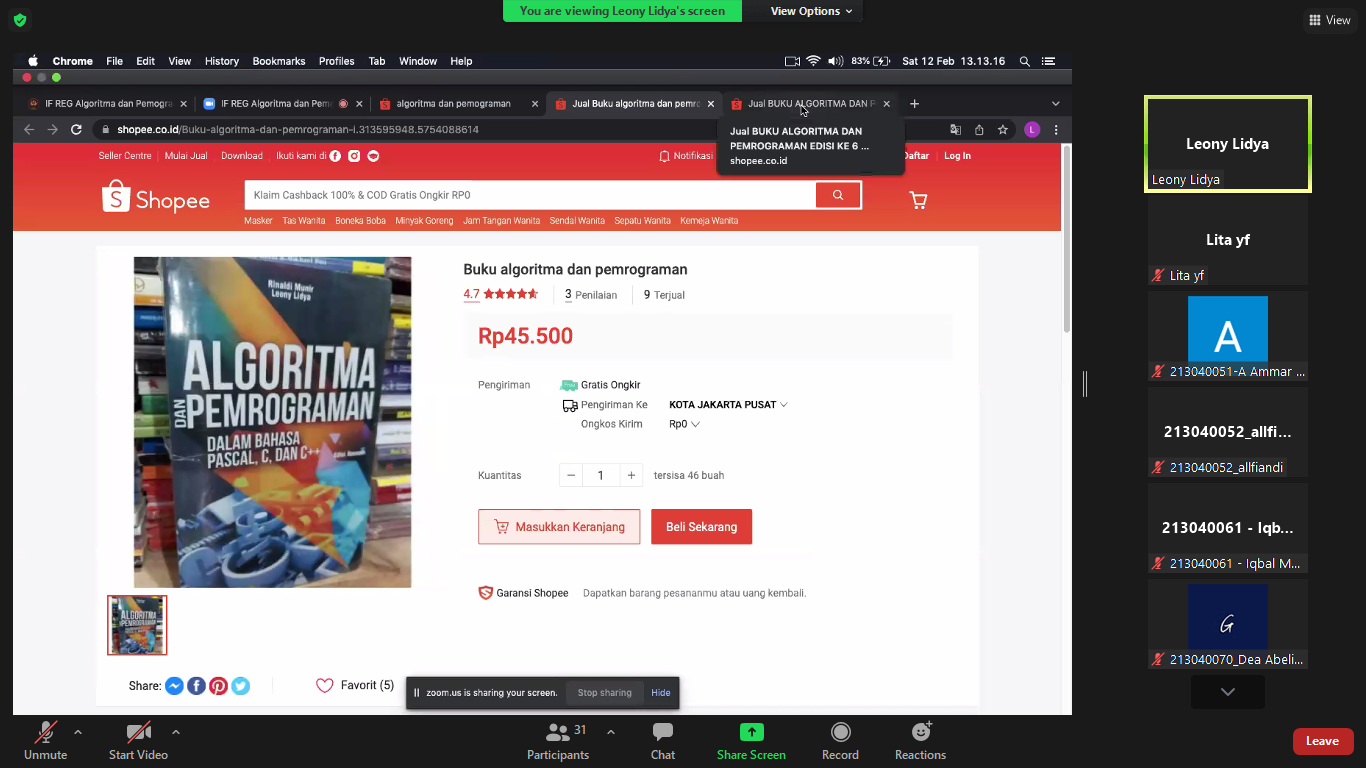 You are viewing Leony Lidya's screen
View Options
View
Chrome File Edit View History Bookmarks Profiles Tab Window Help
83% Sat 12 Feb 13.13.16
IF REG Algoritma dan Pemogra
IF REG Algoritma dan Pem
algoritma dan pemograman
Jual Buku algoritma dan pemro
Jual BUKU ALGORITMA DAN P
shopee.co.id/Buku-algoritma-dan-pemrograman-i.313595948.5754088614
L
Jual BUKU ALGORITMA DAN
PEMROGRAMAN EDISI KE 6 ...
shopee.co.id
Seller Centre Mulai Jual Download Ikuti kami di
Notifikasi
Daftar Log In
Shopee
Klaim Cashback 100% & COD Gratis Ongkir RP0
Masker Tas Wanita Boneka Boba Minyak Goreng Jam Tangan Wanita Sendal Wanita Sepatu Wanita Kemeja Wanita
Rinaldi Munir
Leony Lidya
ALGORITMA
DAN PEMROGRAMAN
DALAM BAHASA
PASCAL, C, DAN C++
Buku algoritma dan pemrograman
4.7 3 Penilaian 9 Terjual
Rp45.500
Pengiriman Gratis Ongkir
Pengiriman Ke KOTA JAKARTA PUSAT
Ongkos Kirim Rp0
Kuantitas − 1 + tersisa 46 buah
Masukkan Keranjang Beli Sekarang
Garansi Shopee Dapatkan barang pesananmu atau uang kembali.
ALGORITMA
PEMROGRAMAN
Share:
Favorit (5)
zoom.us is sharing your screen. Stop sharing Hide
Leony Lidya
Leony Lidya
Lita yf
Lita yf
A
213040051-A Ammar ...
213040052_allfi...
213040052_allfiandi
213040061 - Iqb...
213040061 - Iqbal M...
G
213040070_Dea Abeli...
Unmute
Start Video
Participants 31
Chat
Share Screen
Record
Reactions
Leave